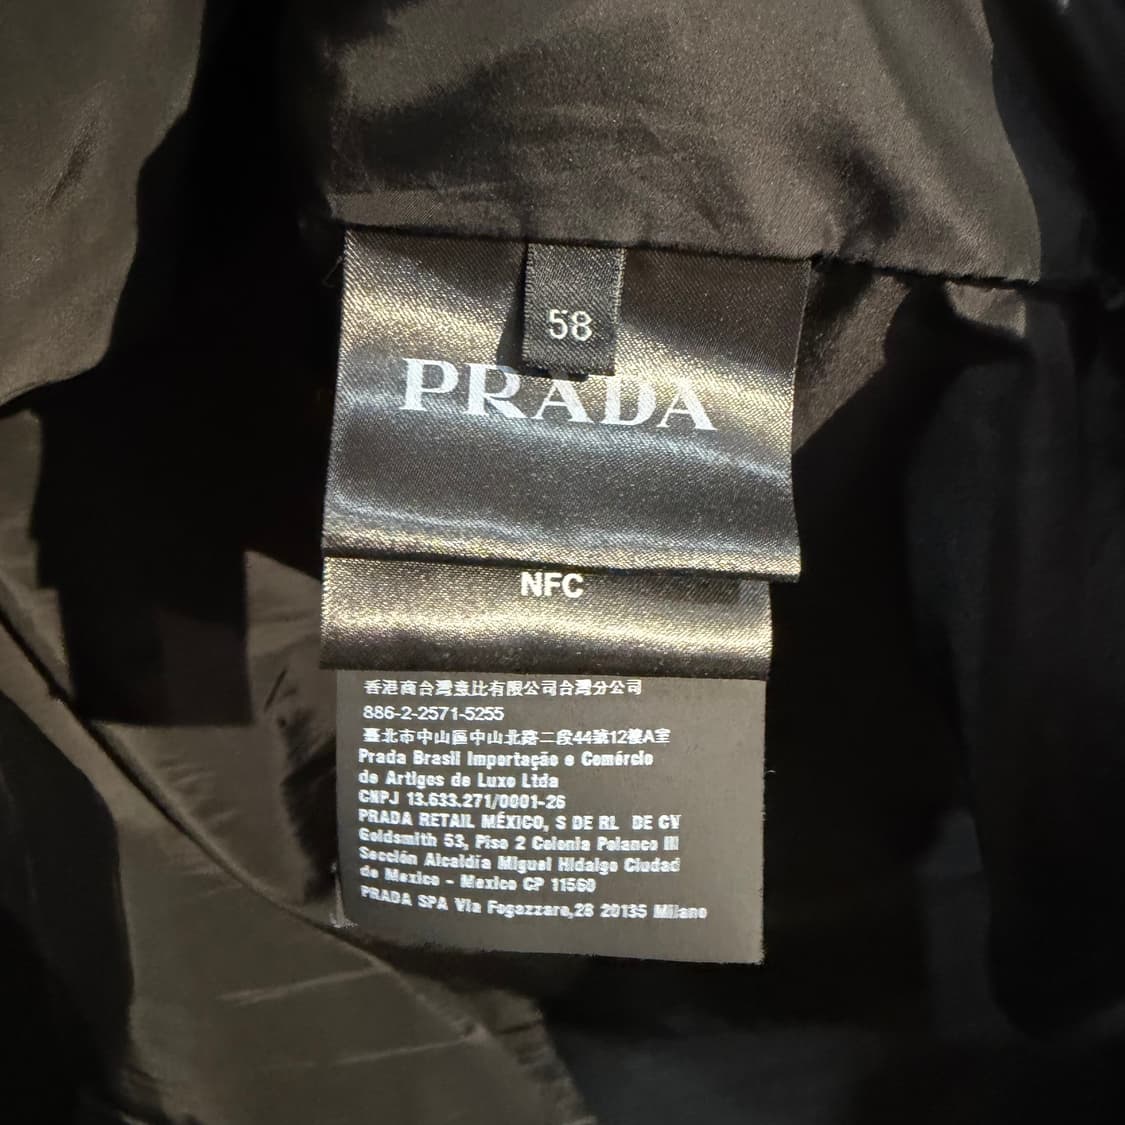 58
PRADA
NFC
香港商台灣意比有限公司台灣分公司
886-2-2571-5255
臺北市中山區中山北路二段44號12樓A室
Prada Brasil Importação e Comércio
de Artigos de Luxo Ltda
CNPJ 13.633.271/0001-26
PRADA RETAIL MÉXICO, S DE RL DE CV
Goldsmith 53, Piso 2 Colonia Polanco III
Sección Alcaldía Miguel Hidalgo Ciudad
de Mexico - Mexico CP 11560
PRADA SPA Via Fogazzaro,28 20135 Milano